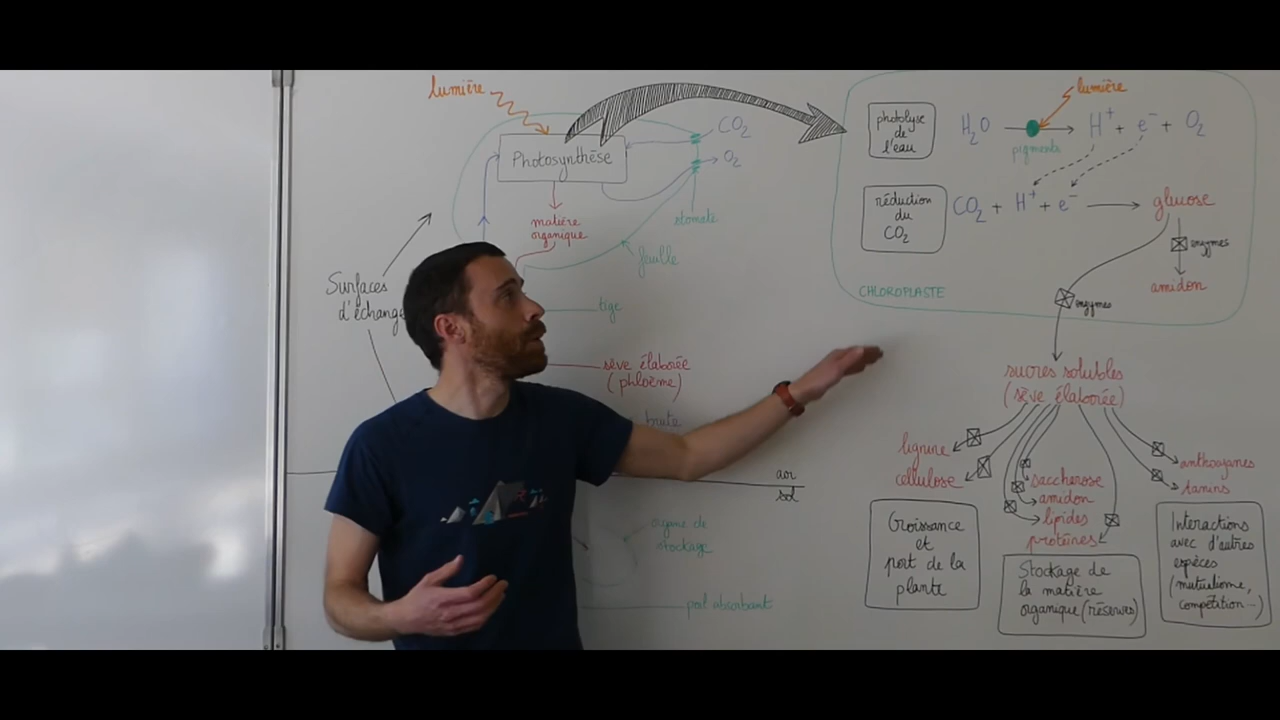 lumière
Photosynthèse
CO2
O2
stomate
matière
organique
feuille
Surfaces
d'échange
tige
sève élaborée
(phloème)
brute
air
sol
organe de
stockage
poil absorbant
photolyse
de
l'eau
H2O
pigments
lumière
H+ + e- + O2
réduction
du
CO2
CO2 + H+ + e-
glucose
enzymes
amidon
CHLOROPLASTE
enzymes
sucres solubles
(sève élaborée)
lignine
cellulose
saccharose
amidon
lipides
protéines
anthocyanes
tanins
Croissance
et
port de la
plante
Stockage de
la matière
organique (réserves)
Interactions
avec d'autres
espèces
(mutualisme,
compétition...)